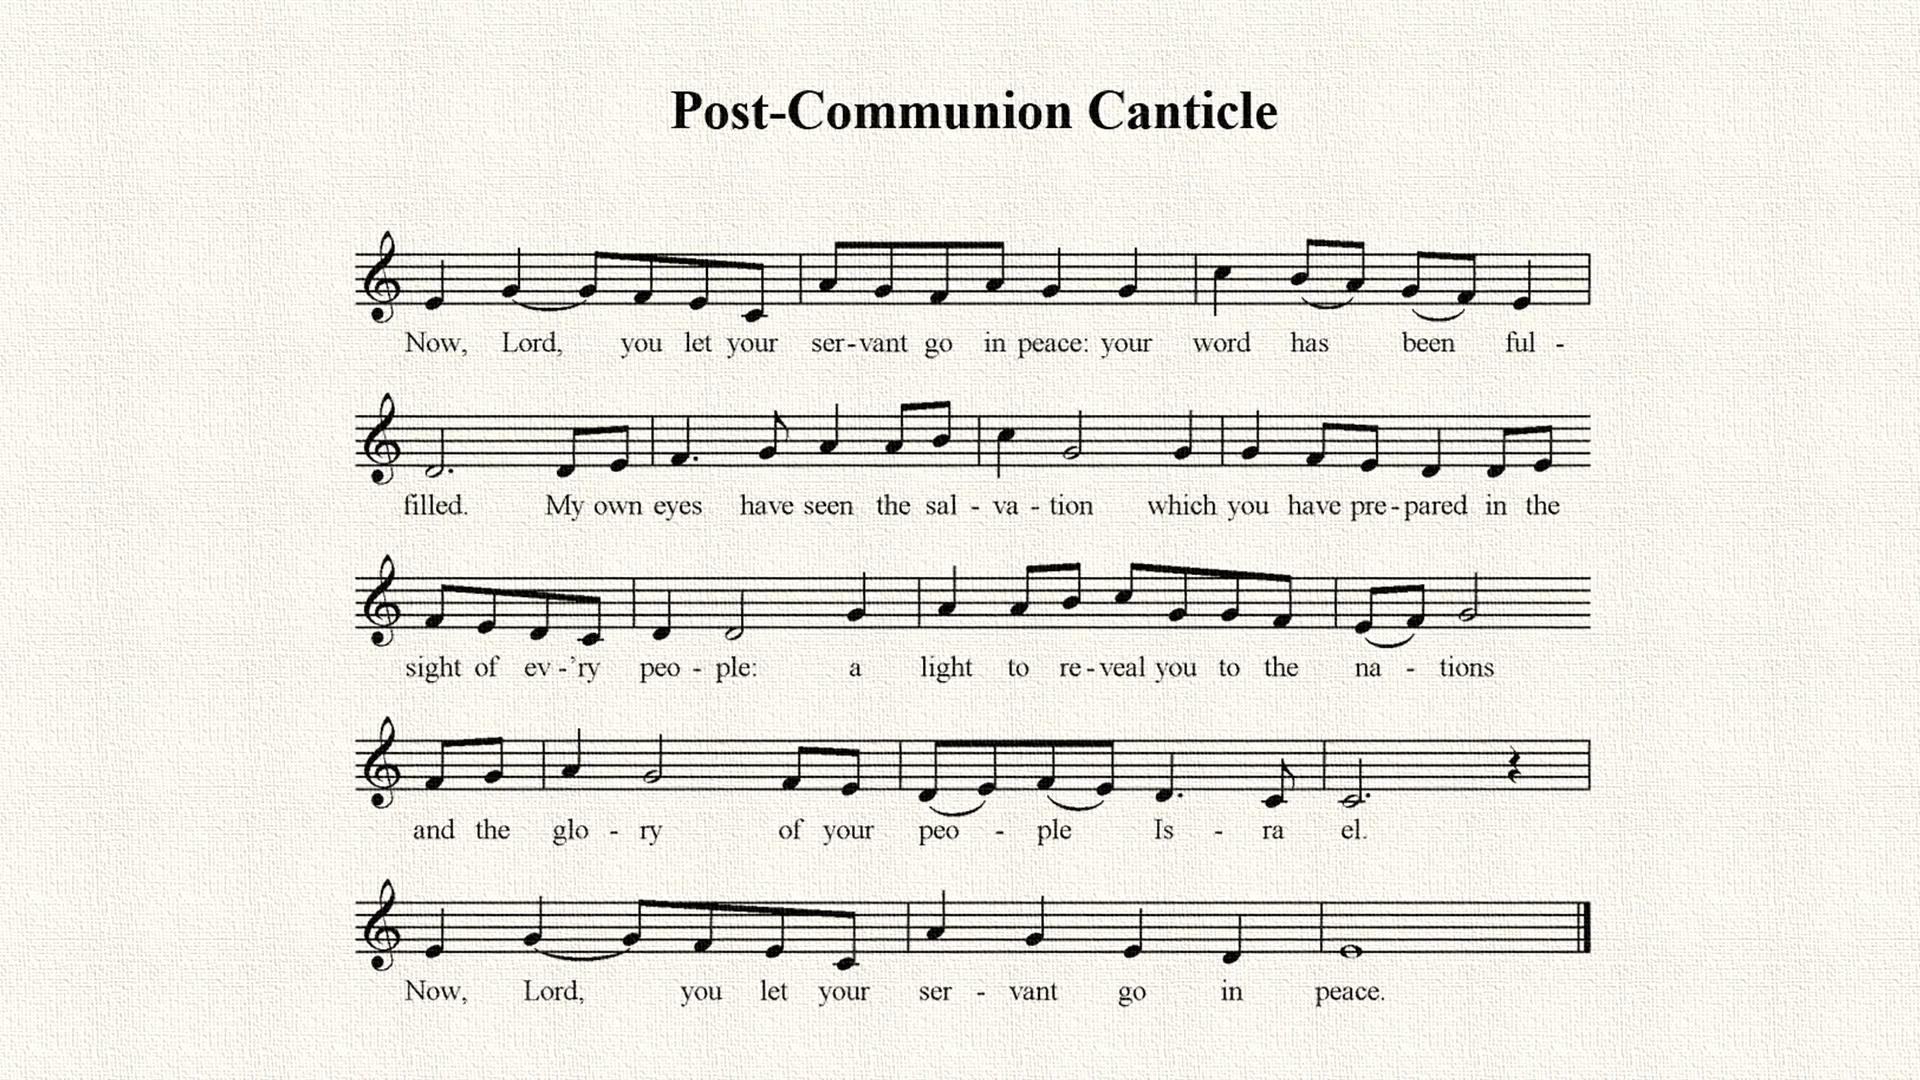 Post-Communion Canticle
Now, Lord, you let your ser-vant go in peace: your word has been ful -
filled. My own eyes have seen the sal - va - tion which you have pre-pared in the
sight of ev-'ry peo - ple: a light to re-veal you to the na - tions
and the glo - ry of your peo - ple Is - ra el.
Now, Lord, you let your ser - vant go in peace.